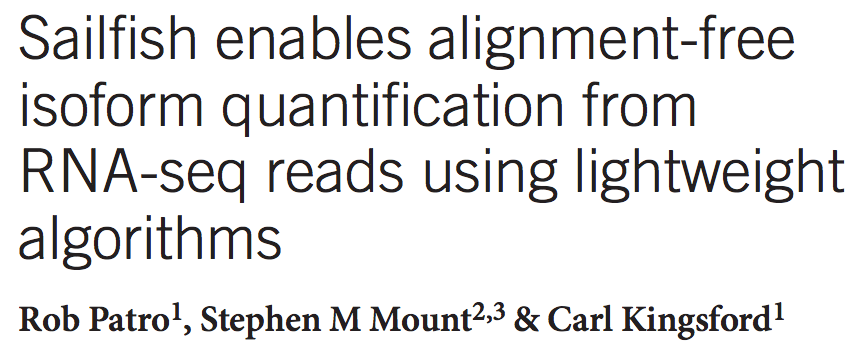 Sailfish enables alignment-free
isoform quantification from
RNA-seq reads using lightweight
algorithms
Rob Patro¹, Stephen M Mount²,³ & Carl Kingsford¹